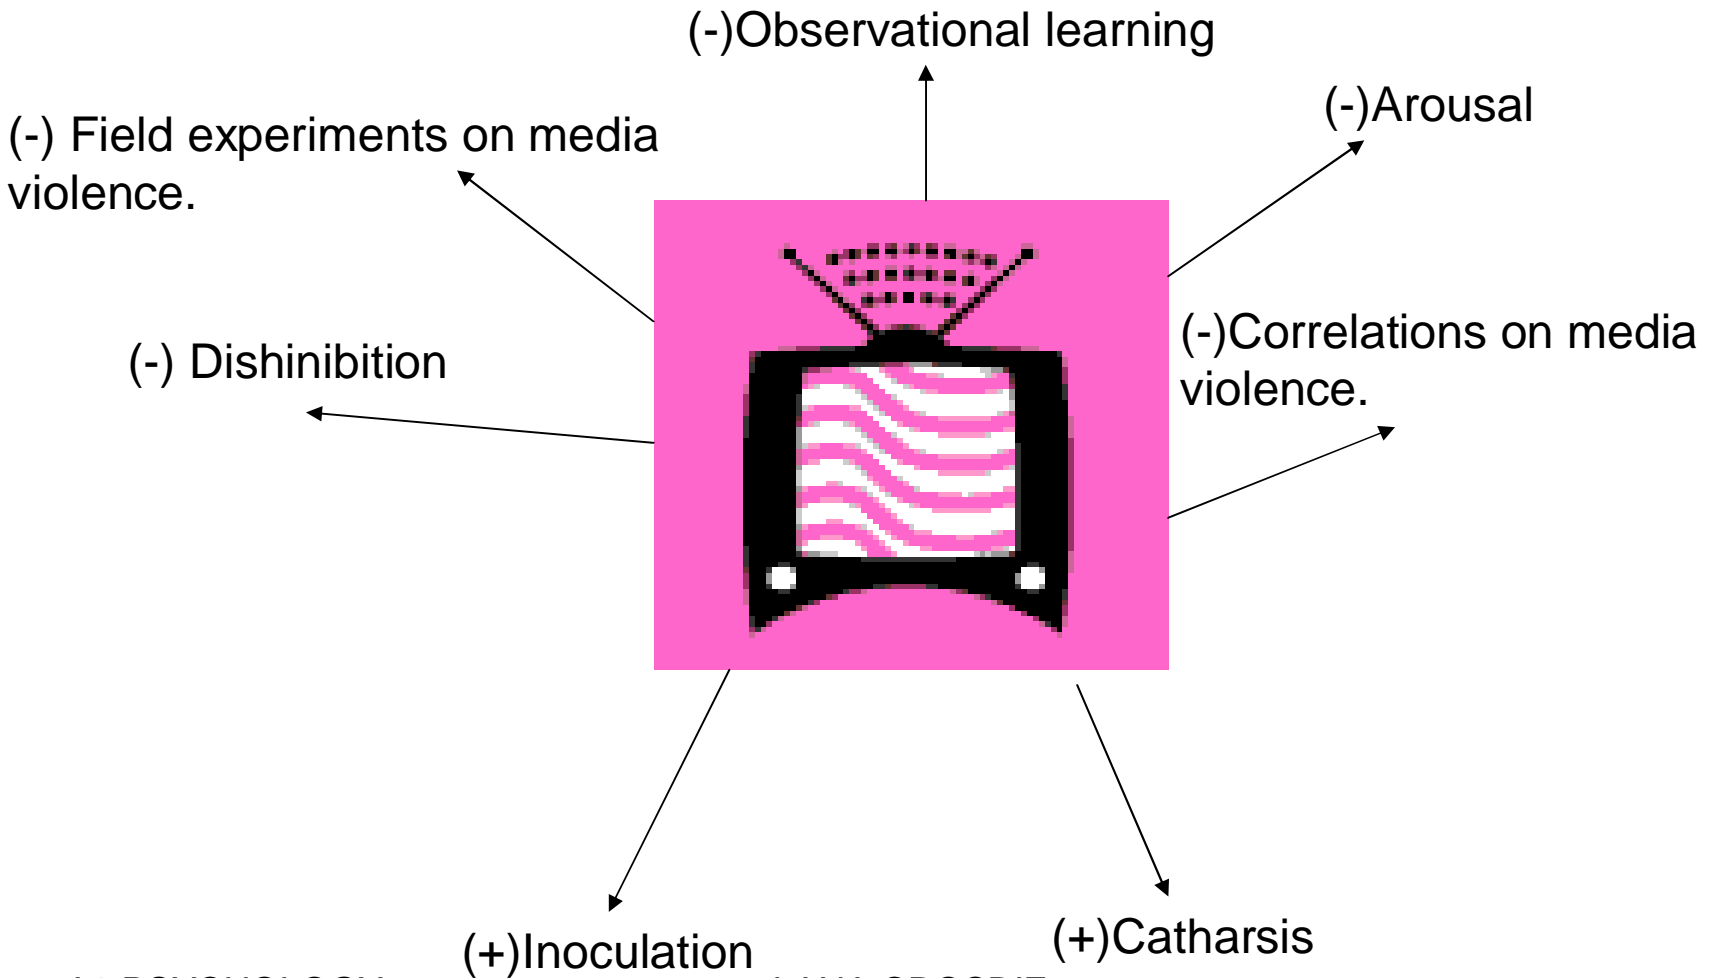 (-)Observational learning
(-)Arousal
(-) Field experiments on media
violence.
(-)Correlations on media
violence.
(-) Dishinibition
(+)Inoculation
(+)Catharsis